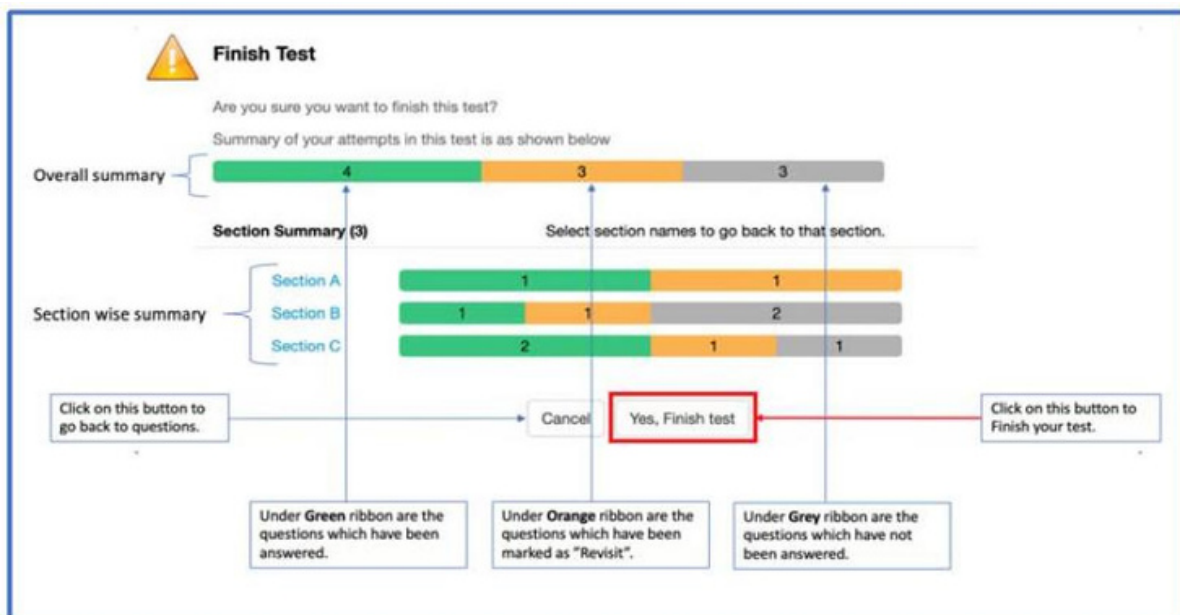 Finish Test
Are you sure you want to finish this test?
Summary of your attempts in this test is as shown below
Overall summary
4 3 3
Section Summary (3) Select section names to go back to that section.
Section wise summary
Section A 1 1
Section B 1 1 2
Section C 2 1 1
Click on this button to
go back to questions.
Cancel
Yes, Finish test
Click on this button to
Finish your test.
Under Green ribbon are the
questions which have been
answered.
Under Orange ribbon are the
questions which have been
marked as "Revisit".
Under Grey ribbon are the
questions which have not
been answered.